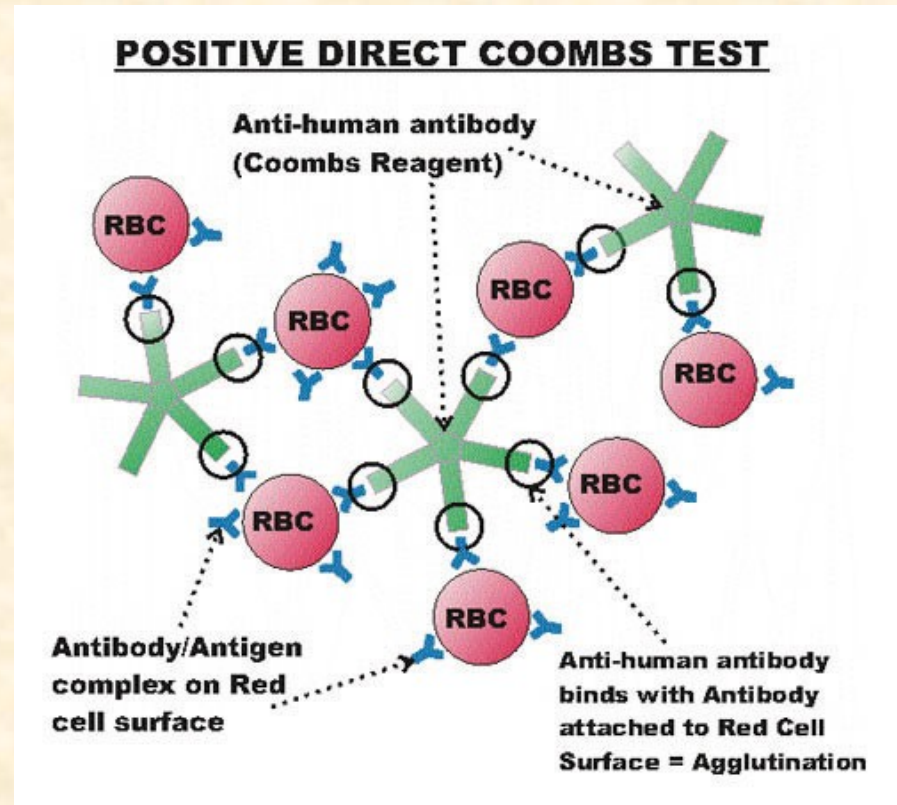 POSITIVE DIRECT COOMBS TEST
Anti-human antibody
(Coombs Reagent)
RBC
RBC
RBC
RBC
RBC
RBC
RBC
Antibody/Antigen
complex on Red
cell surface
Anti-human antibody
binds with Antibody
attached to Red Cell
Surface = Agglutination